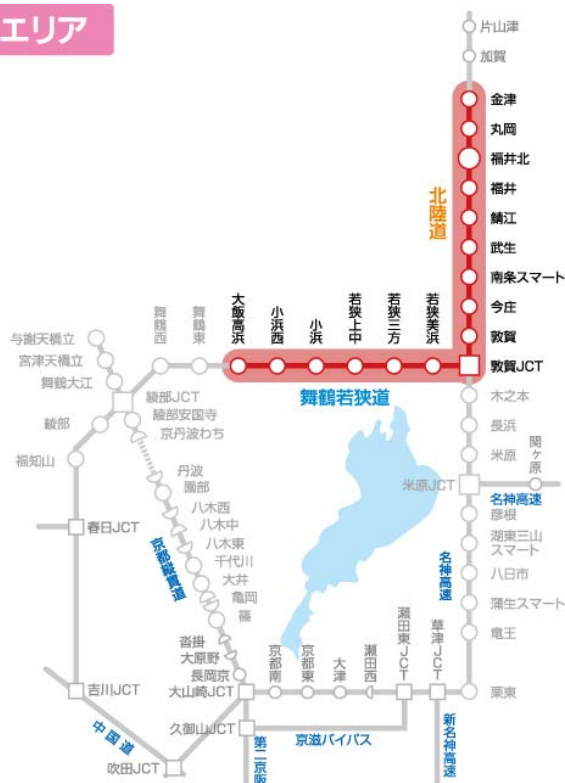 エリア
片山津
加賀
金津
丸岡
福井北
福井
鯖江
武生
南条スマート
今庄
敦賀
敦賀JCT
北陸道
大飯高浜
小浜西
小浜
若狭上中
若狭三方
若狭美浜
舞鶴若狭道
舞鶴西
舞鶴東
与謝天橋立
宮津天橋立
舞鶴大江
綾部JCT
綾部安国寺
京丹波わち
綾部
福知山
春日JCT
丹波
園部
八木西
八木中
八木東
千代川
大井
亀岡
篠
京都縦貫道
沓掛
大原野
長岡京
大山崎JCT
吉川JCT
中国道
吹田JCT
久御山JCT
第二京阪
京滋バイパス
京都南
京都東
大津
瀬田西
瀬田東JCT
草津JCT
新名神高速
名神高速
木之本
長浜
米原
米原JCT
関ヶ原
名神高速
彦根
湖東三山
スマート
八日市
蒲生スマート
竜王
栗東